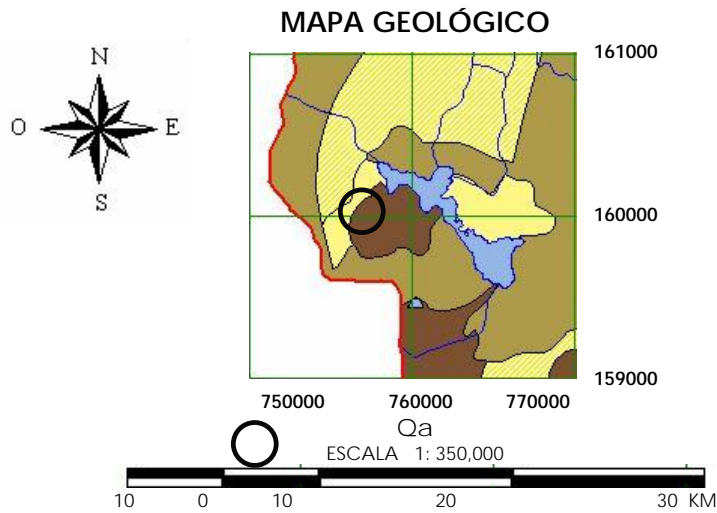 MAPA GEOLÓGICO
N
O E
S
161000
160000
159000
750000 760000 770000
Qa
ESCALA 1: 350,000
10 0 10 20 30 KM